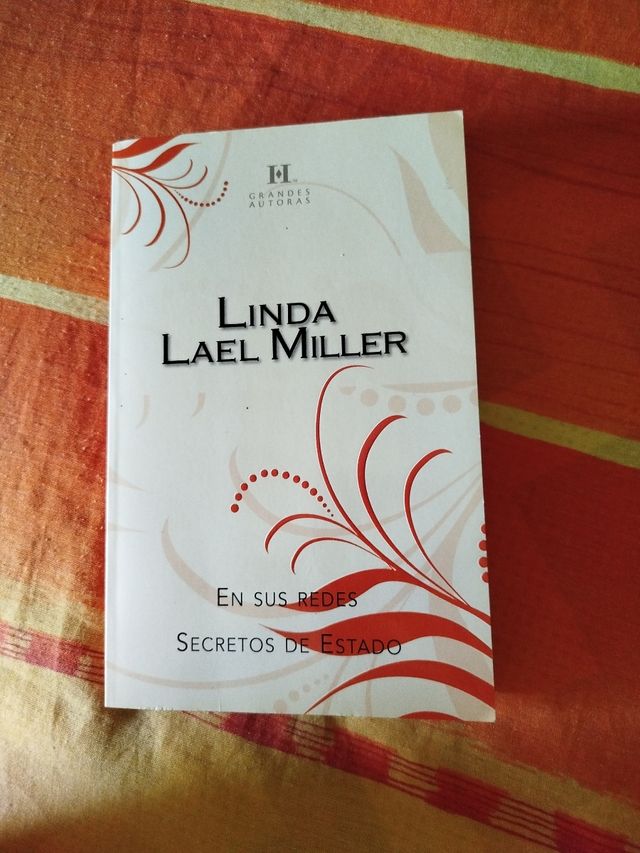 H
GRANDES
AUTORAS
LINDA
LAEL MILLER
EN SUS REDES
SECRETOS DE ESTADO